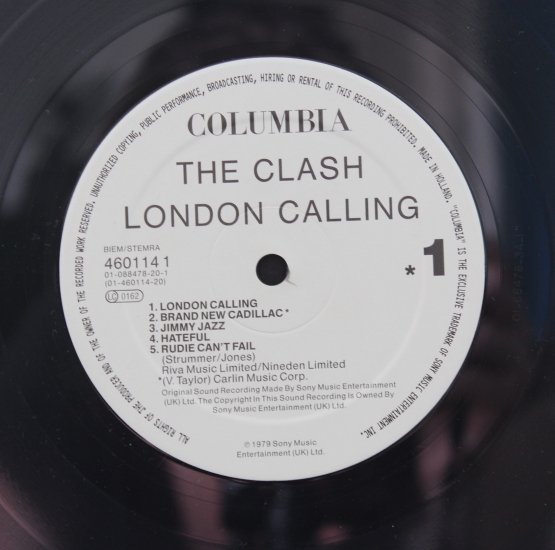 UNAUTHORIZED COPYING, PUBLIC PERFORMANCE, BROADCASTING, HIRING OR RENTAL OF THIS RECORDING PROHIBITED. MADE IN HOLLAND. "COLUMBIA" IS THE EXCLUSIVE TRADEMARK OF SONY MUSIC ENTERTAINMENT INC.
COLUMBIA
THE CLASH
LONDON CALLING
BIEM/STEMRA
460114 1
01-088478-20-1
(01-460114-20)
LC 0162
* 1
1. LONDON CALLING
2. BRAND NEW CADILLAC *
3. JIMMY JAZZ
4. HATEFUL
5. RUDIE CAN'T FAIL
(Strummer/Jones)
Riva Music Limited/Nineden Limited
*(V. Taylor) Carlin Music Corp.
Original Sound Recording Made By Sony Music Entertainment
(UK) Ltd. The Copyright In This Sound Recording Is Owned By
Sony Music Entertainment (UK) Ltd.
℗ 1979 Sony Music
Entertainment (UK) Ltd.
ALL RIGHTS OF THE PRODUCER AND OF THE OWNER OF THE RECORDED WORK RESERVED.